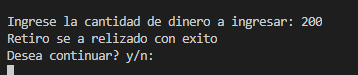 Ingrese la cantidad de dinero a ingresar: 200
Retiro se a relizado con exito
Desea continuar? y/n: